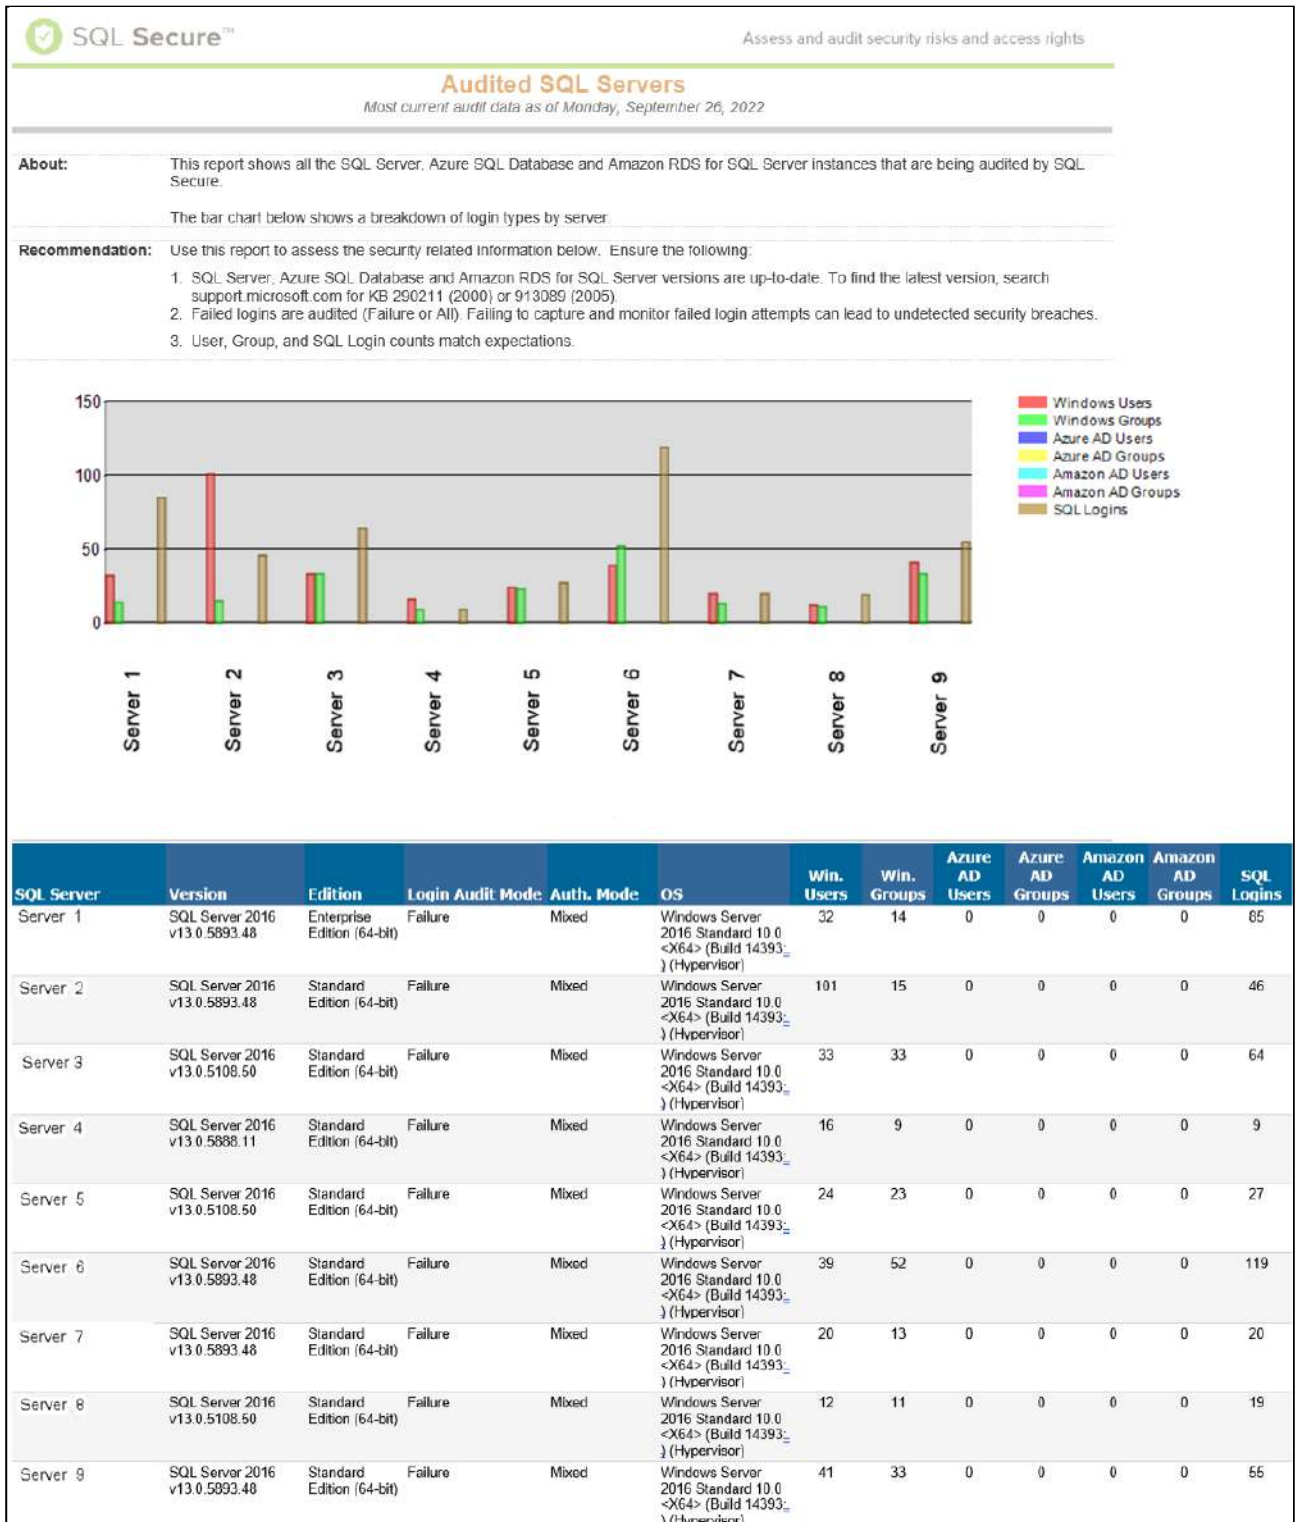 SQL Secure™
Assess and audit security risks and access rights
Audited SQL Servers
Most current audit data as of Monday, September 26, 2022
About:
This report shows all the SQL Server, Azure SQL Database and Amazon RDS for SQL Server instances that are being audited by SQL
Secure.
The bar chart below shows a breakdown of login types by server.
Recommendation:
Use this report to assess the security related information below. Ensure the following:
1. SQL Server, Azure SQL Database and Amazon RDS for SQL Server versions are up-to-date. To find the latest version, search
support.microsoft.com for KB 290211 (2000) or 913089 (2005).
2. Failed logins are audited (Failure or All). Failing to capture and monitor failed login attempts can lead to undetected security breaches.
3. User, Group, and SQL Login counts match expectations.
150
100
50
0
Windows Users
Windows Groups
Azure AD Users
Azure AD Groups
Amazon AD Users
Amazon AD Groups
SQL Logins
Server 1
Server 2
Server 3
Server 4
Server 5
Server 6
Server 7
Server 8
Server 9
Azure Azure Amazon Amazon
Win. Win. AD AD AD AD SQL
SQL Server Version Edition Login Audit Mode Auth. Mode OS Users Groups Users Groups Users Groups Logins
Server 1 SQL Server 2016 Enterprise Failure Mixed Windows Server 32 14 0 0 0 0 85
v13.0.5893.48 Edition (64-bit) 2016 Standard 10.0
<X64> (Build 14393:
) (Hypervisor)
Server 2 SQL Server 2016 Standard Failure Mixed Windows Server 101 15 0 0 0 0 46
v13.0.5893.48 Edition (64-bit) 2016 Standard 10.0
<X64> (Build 14393:
) (Hypervisor)
Server 3 SQL Server 2016 Standard Failure Mixed Windows Server 33 33 0 0 0 0 64
v13.0.5108.50 Edition (64-bit) 2016 Standard 10.0
<X64> (Build 14393:
) (Hypervisor)
Server 4 SQL Server 2016 Standard Failure Mixed Windows Server 16 9 0 0 0 0 9
v13.0.5888.11 Edition (64-bit) 2016 Standard 10.0
<X64> (Build 14393:
) (Hypervisor)
Server 5 SQL Server 2016 Standard Failure Mixed Windows Server 24 23 0 0 0 0 27
v13.0.5108.50 Edition (64-bit) 2016 Standard 10.0
<X64> (Build 14393:
) (Hypervisor)
Server 6 SQL Server 2016 Standard Failure Mixed Windows Server 39 52 0 0 0 0 119
v13.0.5893.48 Edition (64-bit) 2016 Standard 10.0
<X64> (Build 14393:
) (Hypervisor)
Server 7 SQL Server 2016 Standard Failure Mixed Windows Server 20 13 0 0 0 0 20
v13.0.5893.48 Edition (64-bit) 2016 Standard 10.0
<X64> (Build 14393:
) (Hypervisor)
Server 8 SQL Server 2016 Standard Failure Mixed Windows Server 12 11 0 0 0 0 19
v13.0.5108.50 Edition (64-bit) 2016 Standard 10.0
<X64> (Build 14393:
) (Hypervisor)
Server 9 SQL Server 2016 Standard Failure Mixed Windows Server 41 33 0 0 0 0 55
v13.0.5893.48 Edition (64-bit) 2016 Standard 10.0
<X64> (Build 14393:
) (Hypervisor)